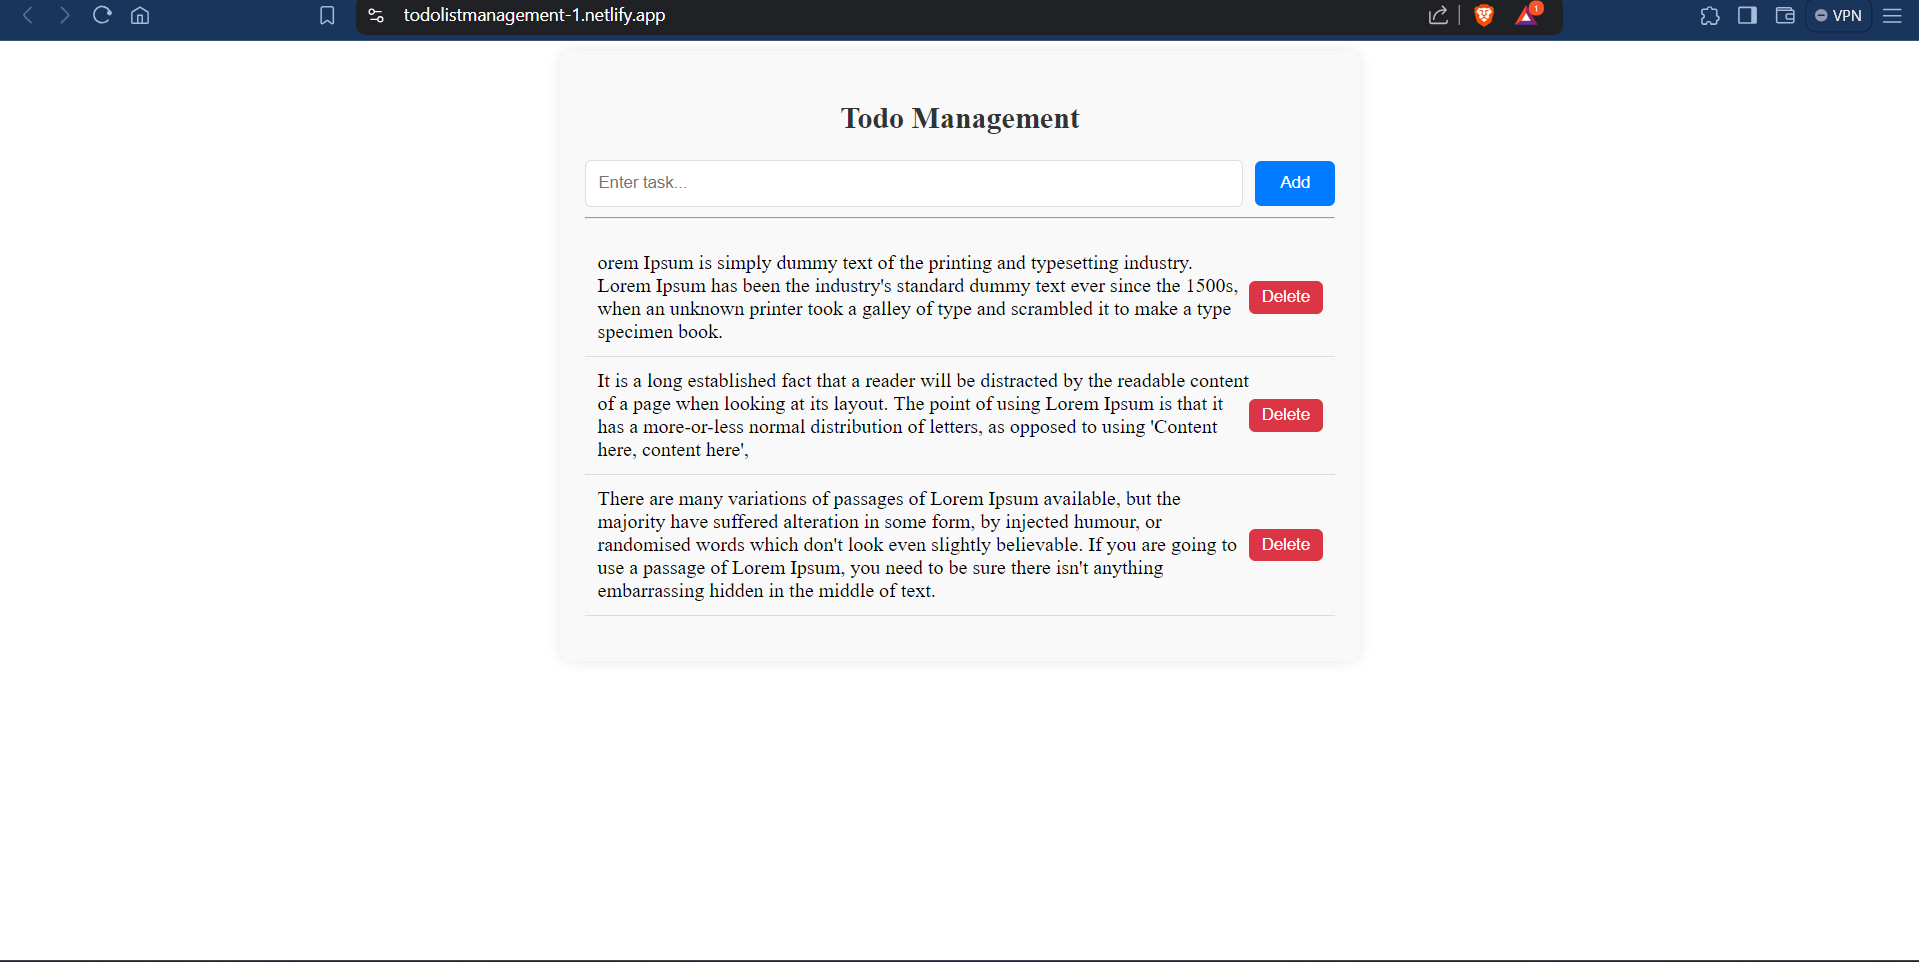 todolistmanagement-1.netlify.app
1
VPN
Todo Management
Enter task...
Add
orem Ipsum is simply dummy text of the printing and typesetting industry.
Lorem Ipsum has been the industry's standard dummy text ever since the 1500s,
when an unknown printer took a galley of type and scrambled it to make a type
specimen book.
Delete
It is a long established fact that a reader will be distracted by the readable content
of a page when looking at its layout. The point of using Lorem Ipsum is that it
has a more-or-less normal distribution of letters, as opposed to using 'Content
here, content here',
Delete
There are many variations of passages of Lorem Ipsum available, but the
majority have suffered alteration in some form, by injected humour, or
randomised words which don't look even slightly believable. If you are going to
use a passage of Lorem Ipsum, you need to be sure there isn't anything
embarrassing hidden in the middle of text.
Delete